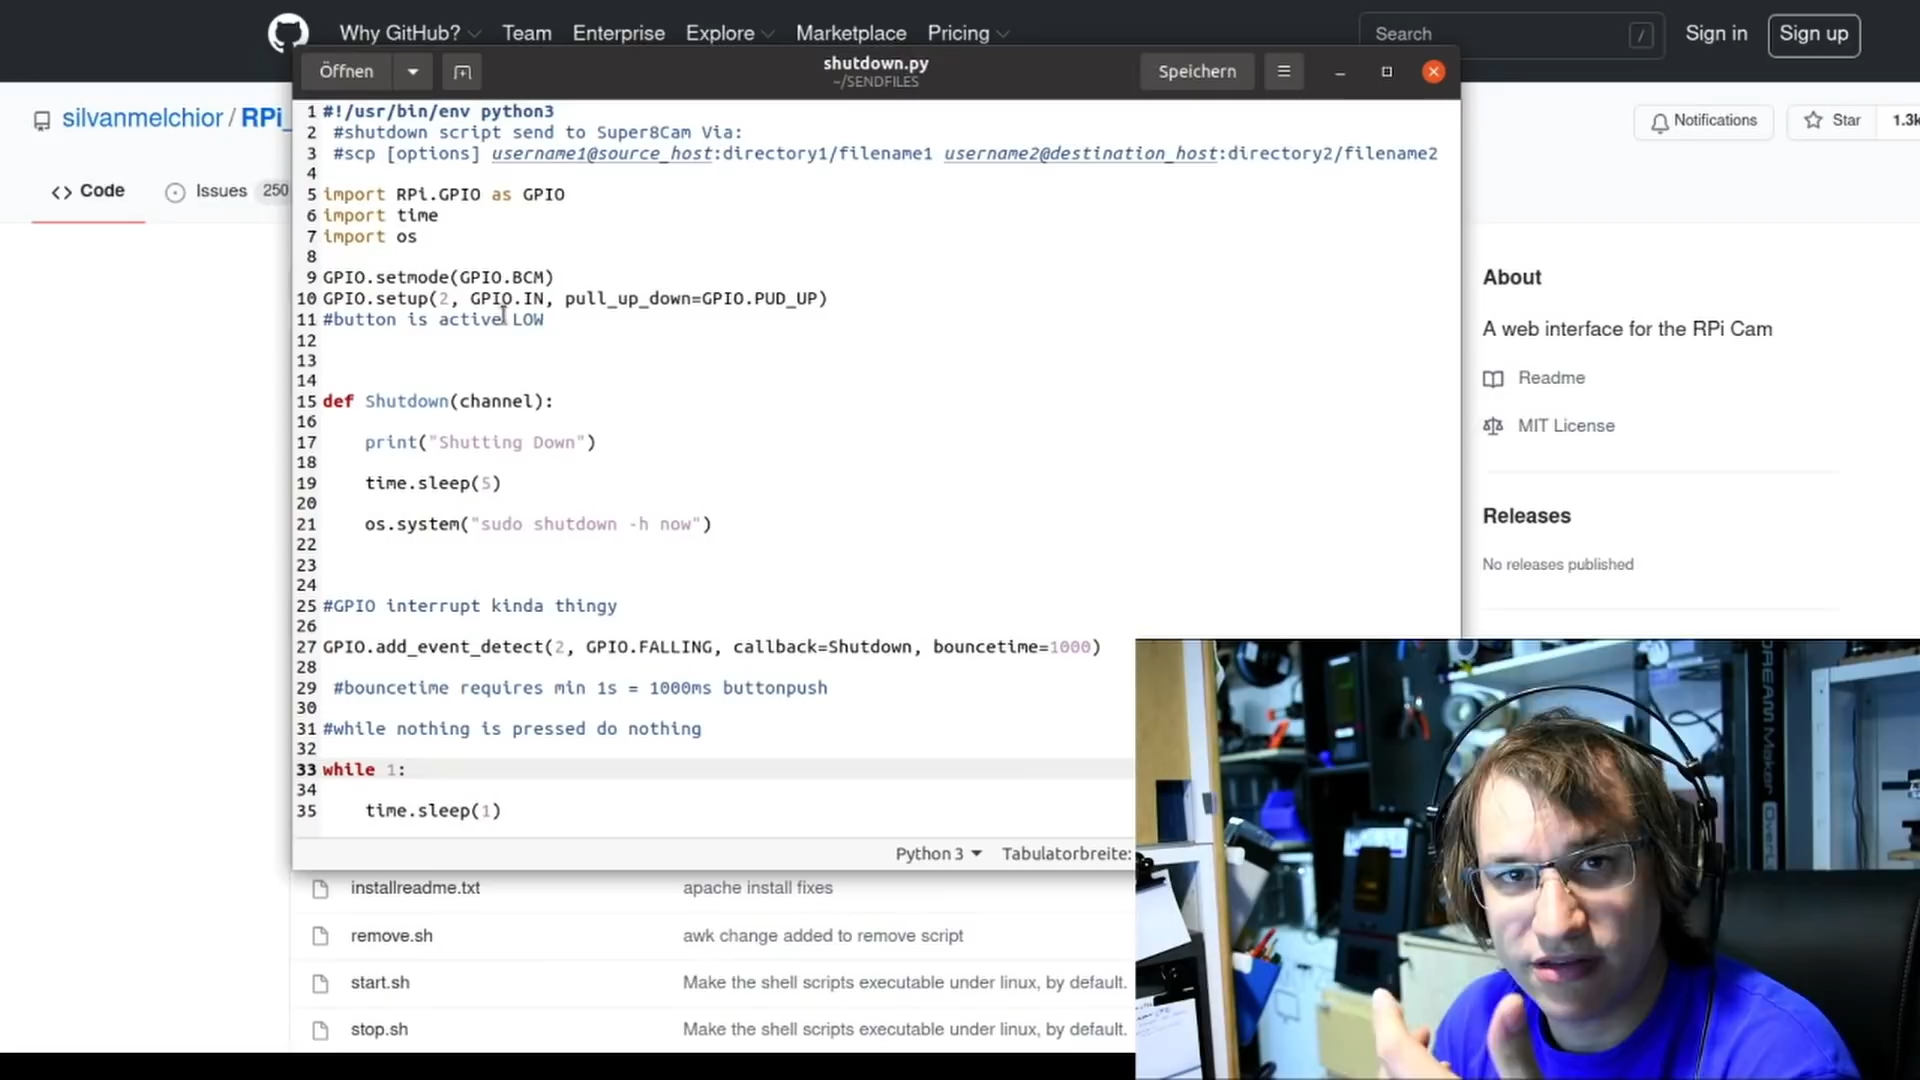 Why GitHub? Team Enterprise Explore Marketplace Pricing Search / Sign in Sign up
Öffnen shutdown.py Speichern
~/SENDFILES
silvanmelchior / RPi_ Notifications Star 1.3k
Code Issues 250
1 #!/usr/bin/env python3
2 #shutdown script send to Super8Cam Via:
3 #scp [options] username1@source_host:directory1/filename1 username2@destination_host:directory2/filename2
4
5 import RPi.GPIO as GPIO
6 import time
7 import os
8
9 GPIO.setmode(GPIO.BCM)
10 GPIO.setup(2, GPIO.IN, pull_up_down=GPIO.PUD_UP)
11 #button is active LOW
12
13
14
15 def Shutdown(channel):
16
17 print("Shutting Down")
18
19 time.sleep(5)
20
21 os.system("sudo shutdown -h now")
22
23
24
25 #GPIO interrupt kinda thingy
26
27 GPIO.add_event_detect(2, GPIO.FALLING, callback=Shutdown, bouncetime=1000)
28
29 #bouncetime requires min 1s = 1000ms buttonpush
30
31 #while nothing is pressed do nothing
32
33 while 1:
34
35 time.sleep(1)
Python 3 Tabulatorbreite:
About
A web interface for the RPi Cam
Readme
MIT License
Releases
No releases published
installreadme.txt apache install fixes
remove.sh awk change added to remove script
start.sh Make the shell scripts executable under linux, by default.
stop.sh Make the shell scripts executable under linux, by default.
DREAM Maker